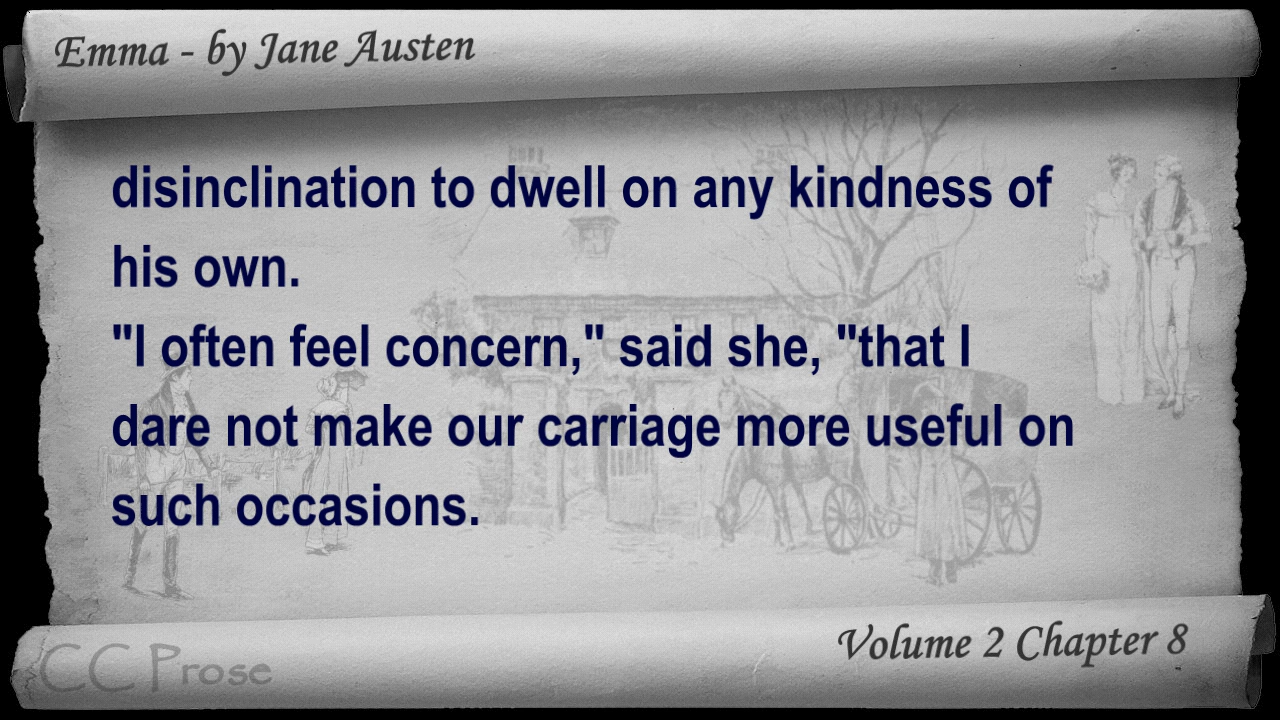 Emma - by Jane Austen
disinclination to dwell on any kindness of
his own.
"I often feel concern," said she, "that I
dare not make our carriage more useful on
such occasions.
Volume 2 Chapter 8
CC Prose